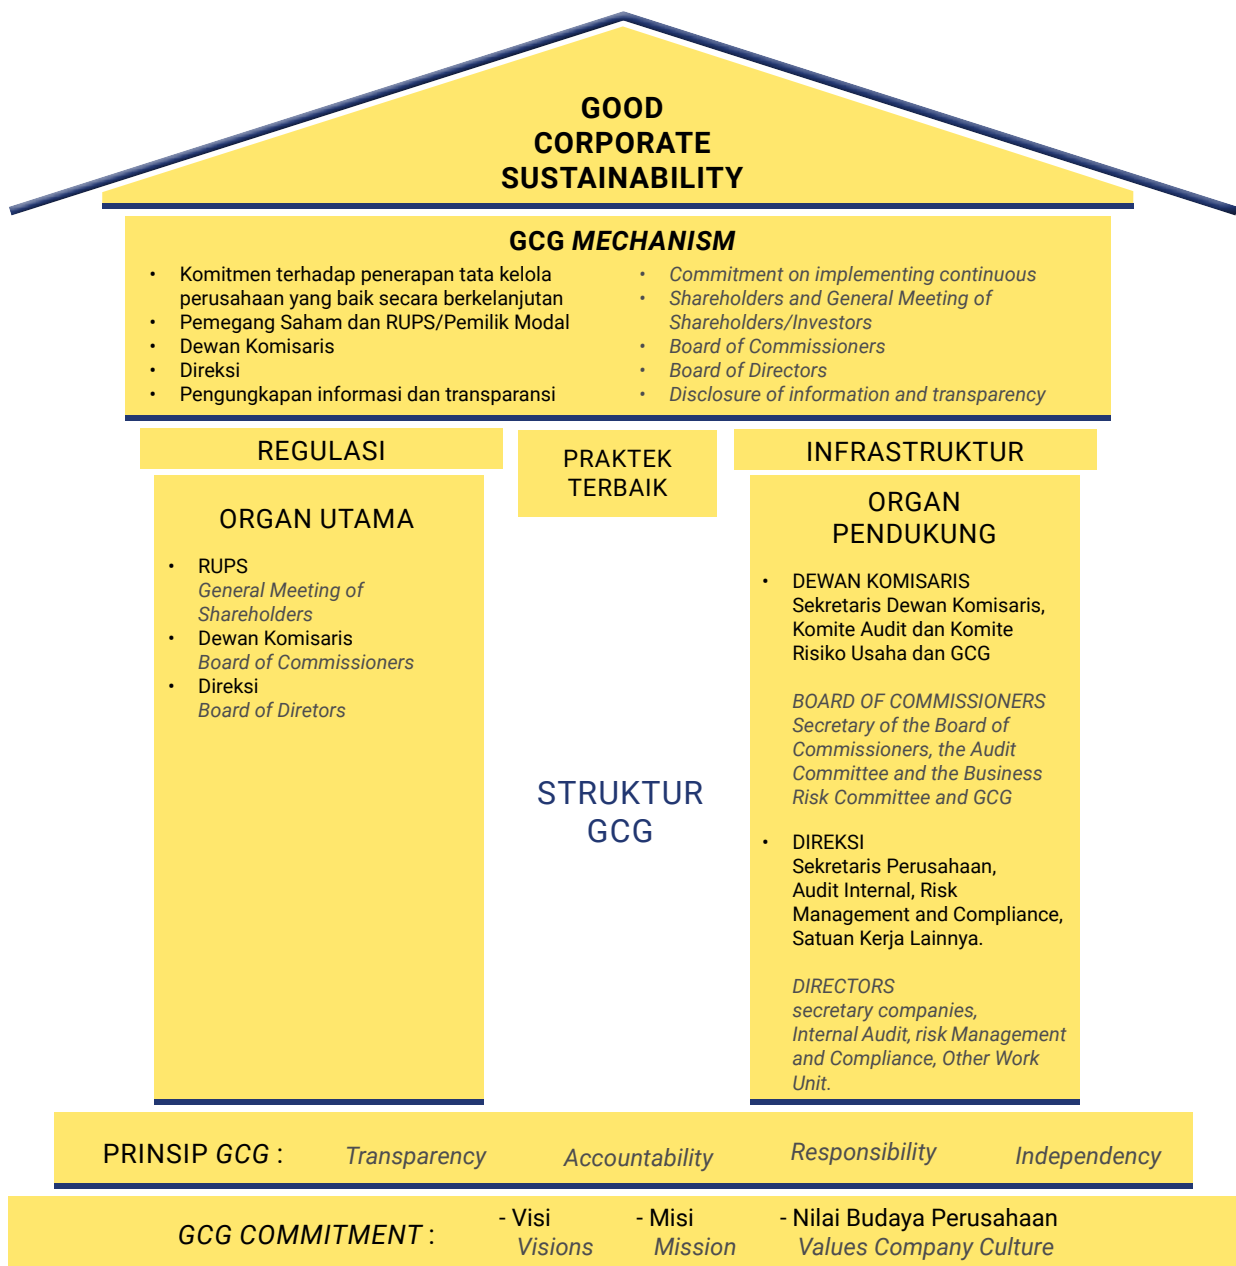 GOOD
CORPORATE
SUSTAINABILITY
GCG MECHANISM
• Komitmen terhadap penerapan tata kelola
perusahaan yang baik secara berkelanjutan
• Pemegang Saham dan RUPS/Pemilik Modal
• Dewan Komisaris
• Direksi
• Pengungkapan informasi dan transparansi
• Commitment on implementing continuous
• Shareholders and General Meeting of
Shareholders/Investors
• Board of Commissioners
• Board of Directors
• Disclosure of information and transparency
REGULASI
ORGAN UTAMA
• RUPS
General Meeting of
Shareholders
• Dewan Komisaris
Board of Commissioners
• Direksi
Board of Diretors
PRAKTEK
TERBAIK
STRUKTUR
GCG
INFRASTRUKTUR
ORGAN
PENDUKUNG
• DEWAN KOMISARIS
Sekretaris Dewan Komisaris,
Komite Audit dan Komite
Risiko Usaha dan GCG
BOARD OF COMMISSIONERS
Secretary of the Board of
Commissioners, the Audit
Committee and the Business
Risk Committee and GCG
• DIREKSI
Sekretaris Perusahaan,
Audit Internal, Risk
Management and Compliance,
Satuan Kerja Lainnya.
DIRECTORS
secretary companies,
Internal Audit, risk Management
and Compliance, Other Work
Unit.
PRINSIP GCG : Transparency Accountability Responsibility Independency
GCG COMMITMENT : - Visi - Misi - Nilai Budaya Perusahaan
Visions Mission Values Company Culture